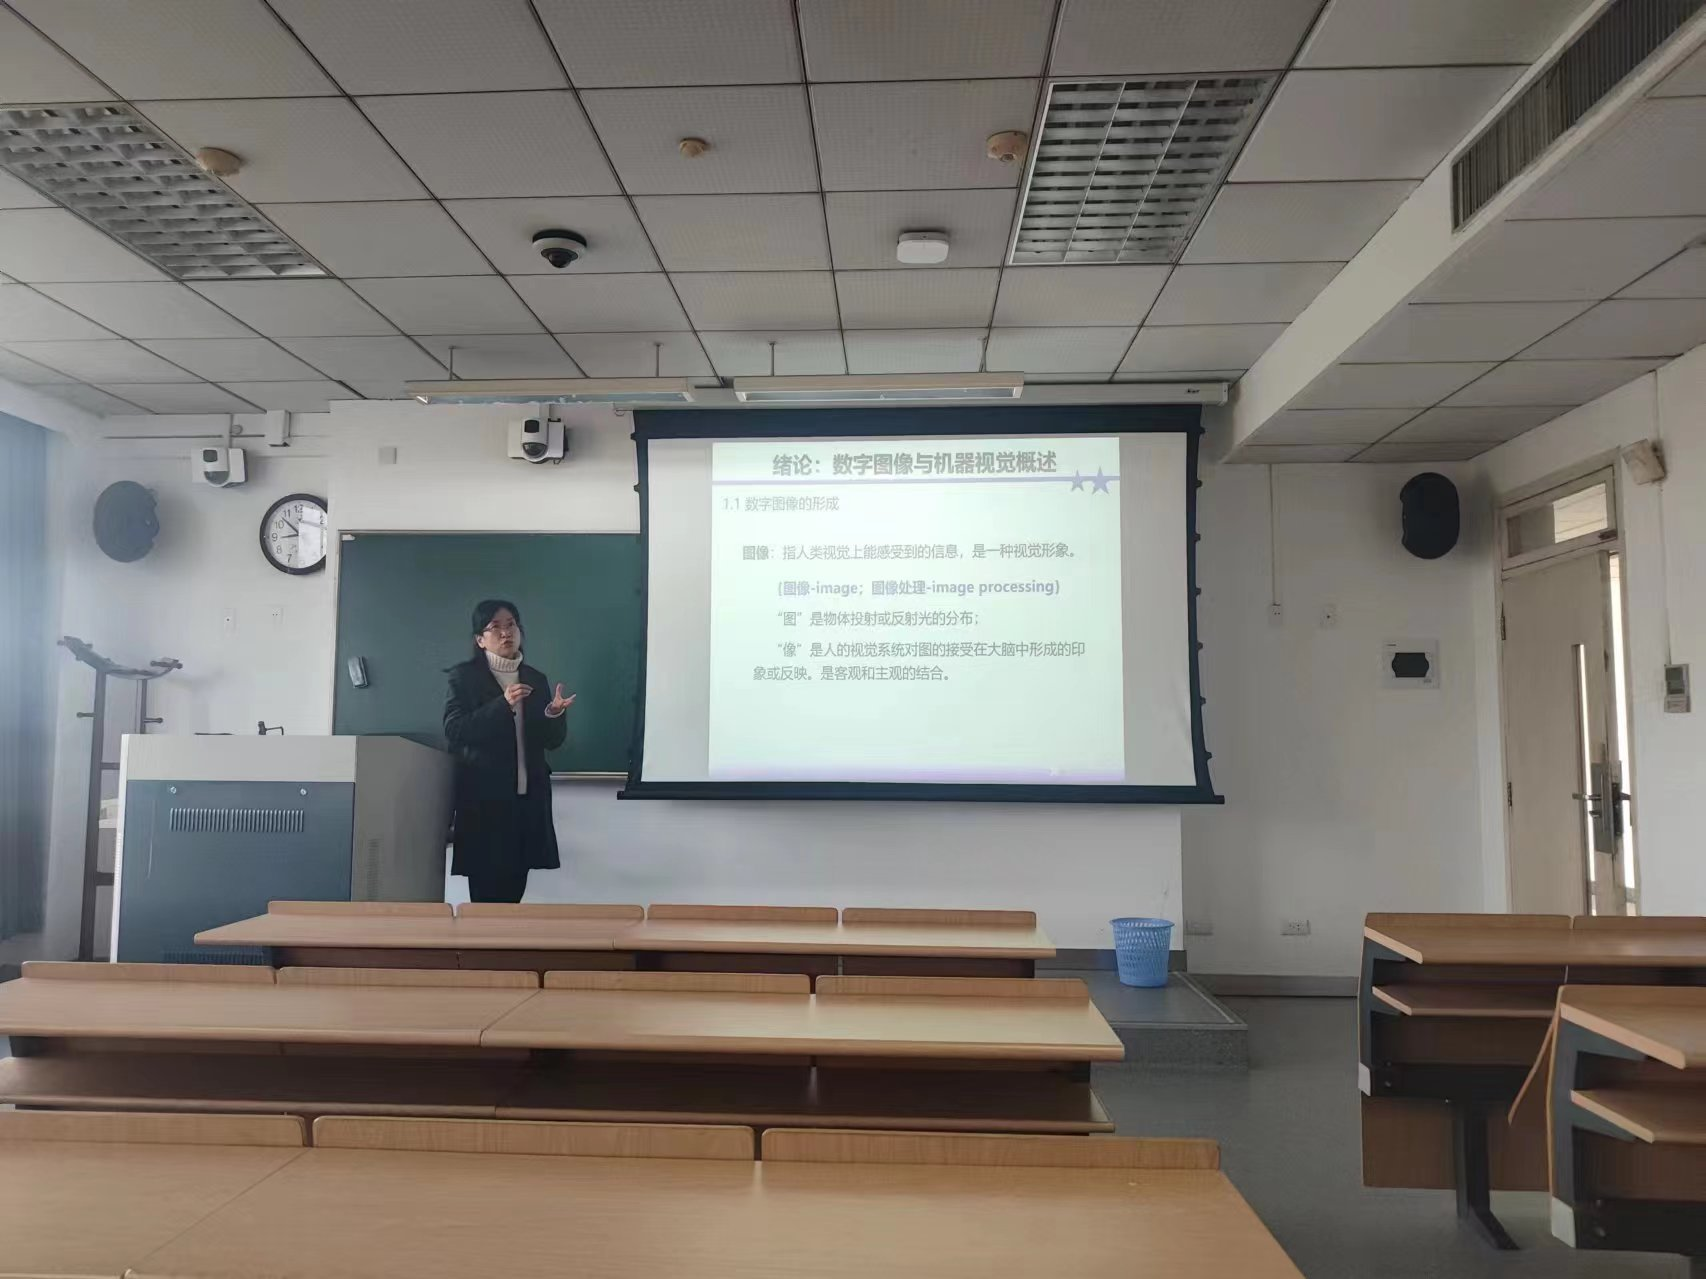 绪论：数字图像与机器视觉概述
1.1 数字图像的形成
图像：指人类视觉上能感受到的信息，是一种视觉形象。
(图像-image；图像处理-image processing)
“图”是物体投射或反射光的分布；
“像”是人的视觉系统对图的接受在大脑中形成的印
象或反映。是客观和主观的结合。